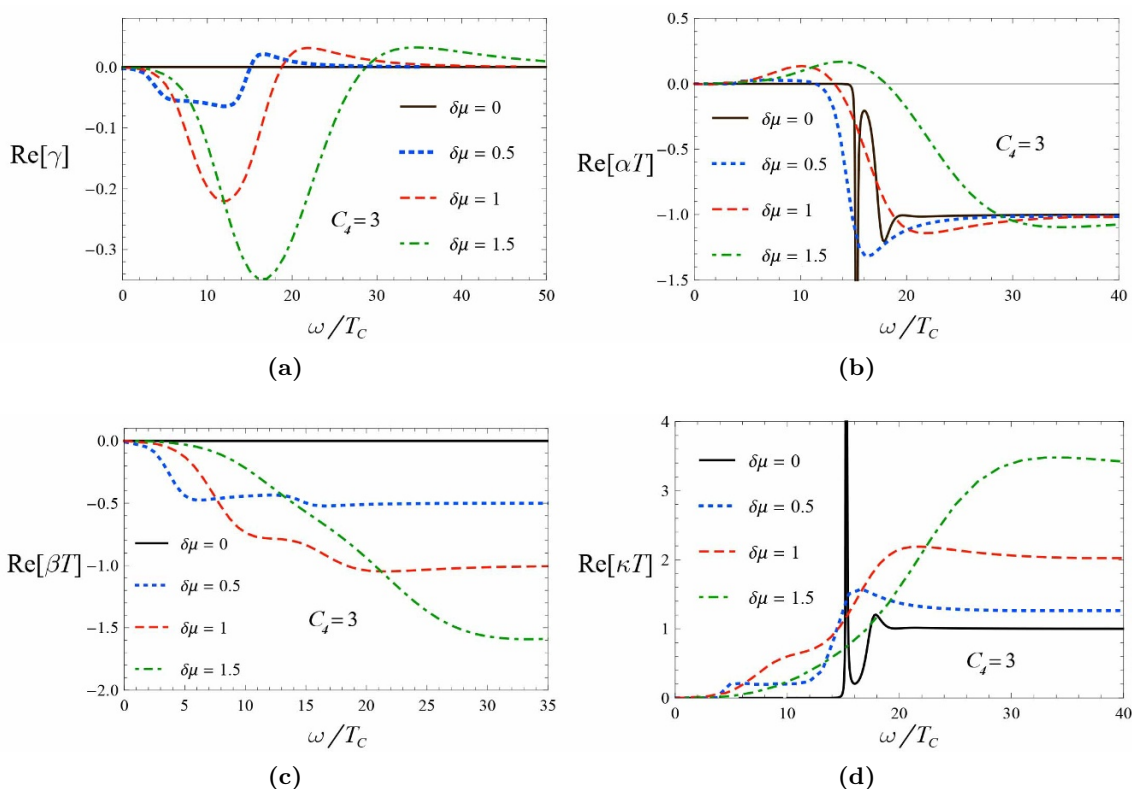 0.0
-0.1
-0.2
-0.3
Re[γ]
δμ = 0
δμ = 0.5
δμ = 1
δμ = 1.5
C₄=3
0 10 20 30 40 50
ω/T_C
(a)
0.5
0.0
-0.5
-1.0
-1.5
Re[αT]
δμ = 0
δμ = 0.5
δμ = 1
δμ = 1.5
C₄=3
0 10 20 30 40
ω/T_C
(b)
0.0
-0.5
-1.0
-1.5
-2.0
Re[βT]
δμ = 0
δμ = 0.5
δμ = 1
δμ = 1.5
C₄=3
0 5 10 15 20 25 30 35
ω/T_C
(c)
4
3
2
1
0
Re[κT]
δμ = 0
δμ = 0.5
δμ = 1
δμ = 1.5
C₄=3
0 10 20 30 40
ω/T_C
(d)